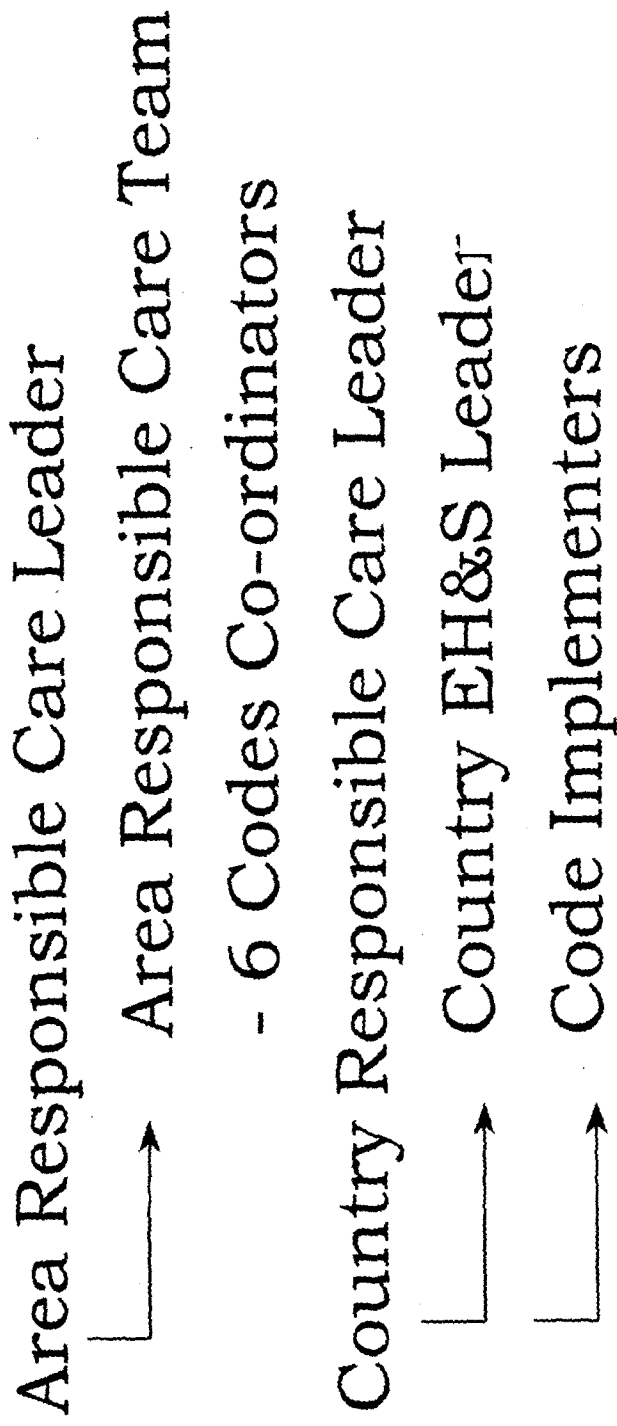 Area Responsible Care Leader
Area Responsible Care Team
- 6 Codes Co-ordinators
Country Responsible Care Leader
Country EH&S Leader
Code Implementers